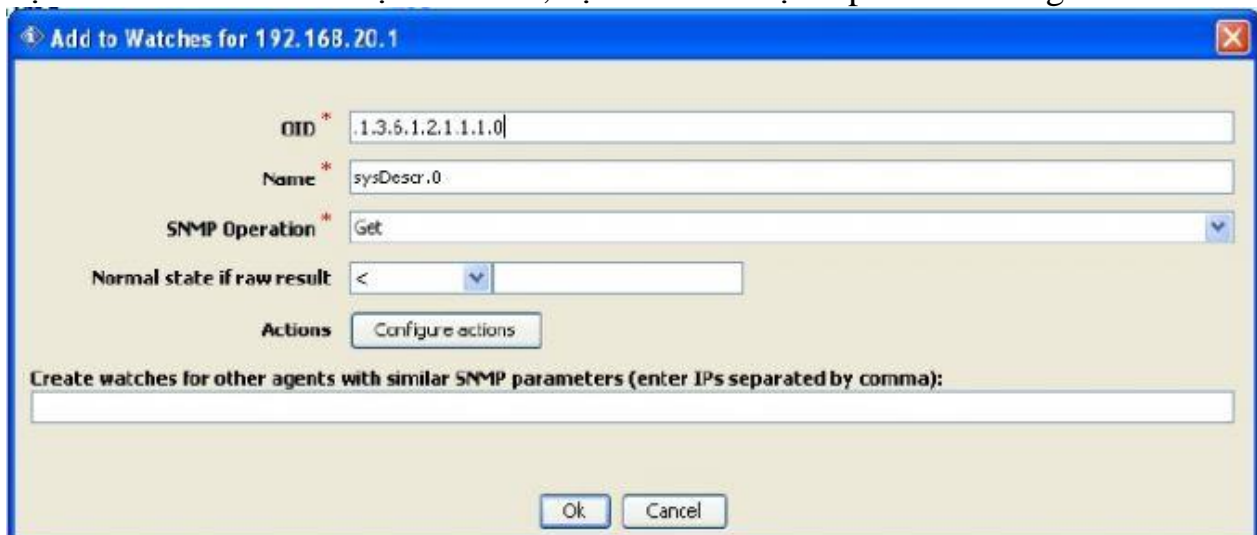 Add to Watches for 192.168.20.1
OID * .1.3.6.1.2.1.1.1.0
Name * sysDescr.0
SNMP Operation * Get
Normal state if raw result <
Actions Configure actions
Create watches for other agents with similar SNMP parameters (enter IPs separated by comma):
Ok Cancel